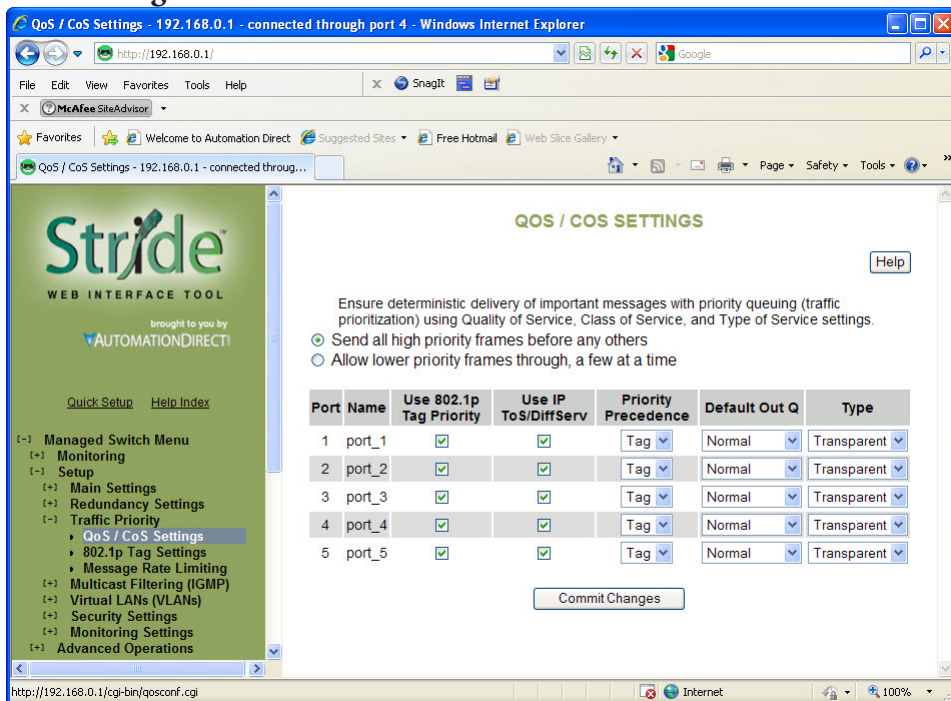 QoS / CoS Settings - 192.168.0.1 - connected through port 4 - Windows Internet Explorer
http://192.168.0.1/
Google
File Edit View Favorites Tools Help
x SnagIt
X McAfee SiteAdvisor
Favorites Welcome to Automation Direct Suggested Sites Free Hotmail Web Slice Gallery
QoS / CoS Settings - 192.168.0.1 - connected throug...
Page Safety Tools »
Stride
WEB INTERFACE TOOL
brought to you by
AUTOMATIONDIRECT
Quick Setup Help Index
[-] Managed Switch Menu
[+] Monitoring
[-] Setup
[+] Main Settings
[+] Redundancy Settings
[-] Traffic Priority
QoS / CoS Settings
802.1p Tag Settings
Message Rate Limiting
[+] Multicast Filtering (IGMP)
[+] Virtual LANs (VLANs)
[+] Security Settings
[+] Monitoring Settings
[+] Advanced Operations
QOS / COS SETTINGS
Help
Ensure deterministic delivery of important messages with priority queuing (traffic
prioritization) using Quality of Service, Class of Service, and Type of Service settings.
Send all high priority frames before any others
Allow lower priority frames through, a few at a time
Port Name Use 802.1p Tag Priority Use IP ToS/DiffServ Priority Precedence Default Out Q Type
1 port_1 Tag Normal Transparent
2 port_2 Tag Normal Transparent
3 port_3 Tag Normal Transparent
4 port_4 Tag Normal Transparent
5 port_5 Tag Normal Transparent
Commit Changes
http://192.168.0.1/cgi-bin/qosconf.cgi
Internet
100%